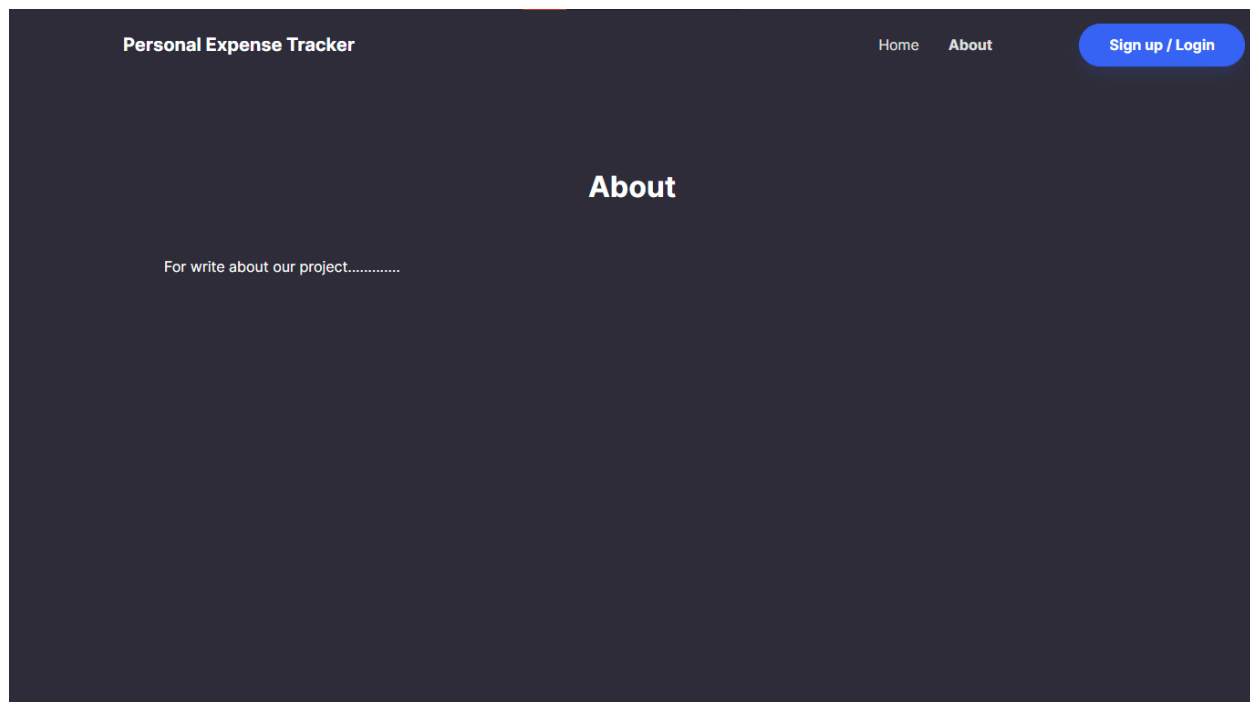 Personal Expense Tracker Home About Sign up / Login
About
For write about our project.............